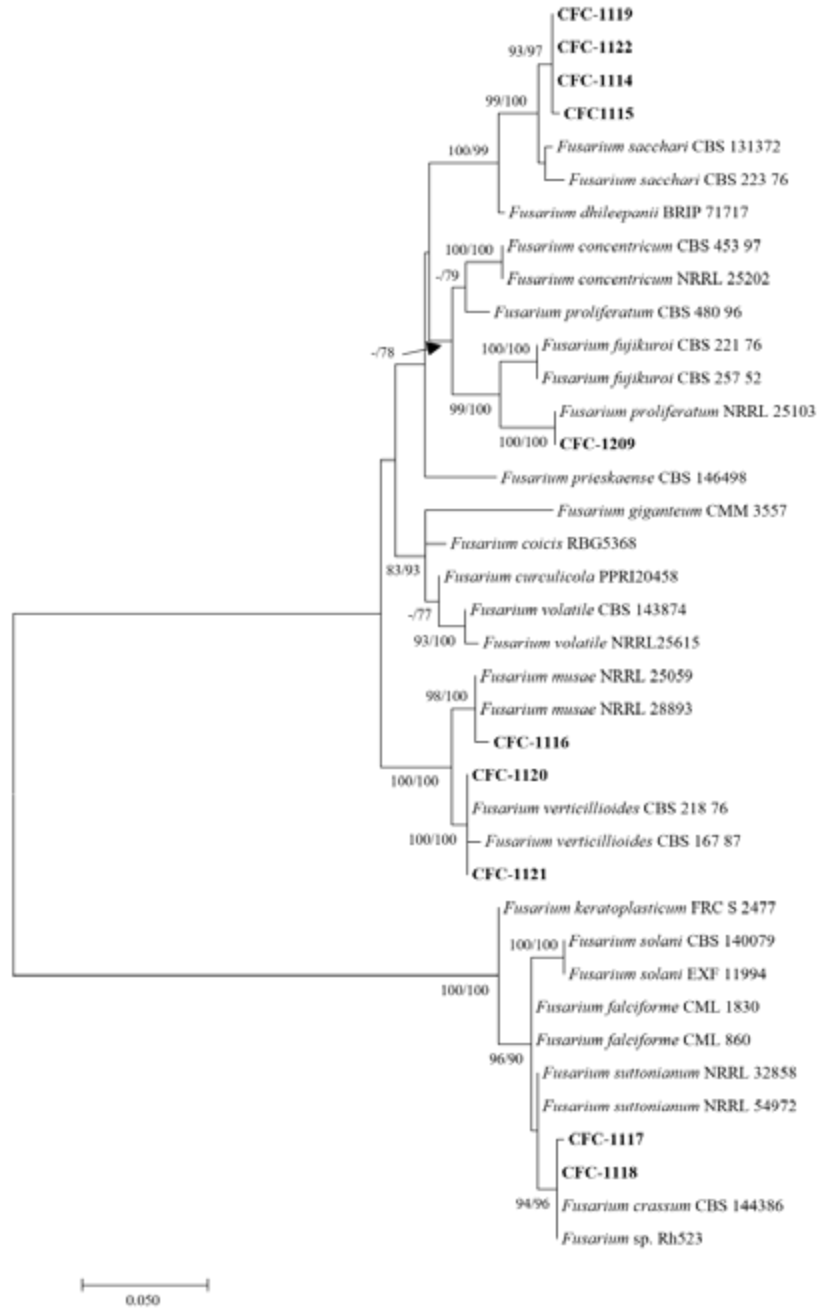 CFC-1119
93/97
CFC-1122
CFC-1114
99/100
CFC1115
100/99
Fusarium sacchari CBS 131372
Fusarium sacchari CBS 223 76
Fusarium dhileepanii BRIP 71717
100/100
Fusarium concentricum CBS 453 97
-/79
Fusarium concentricum NRRL 25202
Fusarium proliferatum CBS 480 96
-/78
100/100
Fusarium fujikuroi CBS 221 76
Fusarium fujikuroi CBS 257 52
99/100
Fusarium proliferatum NRRL 25103
100/100
CFC-1209
Fusarium prieskaense CBS 146498
Fusarium giganteum CMM 3557
Fusarium coicis RBG5368
83/93
Fusarium curculicola PPRI20458
-/77
Fusarium volatile CBS 143874
93/100
Fusarium volatile NRRL25615
Fusarium musae NRRL 25059
98/100
Fusarium musae NRRL 28893
CFC-1116
100/100
CFC-1120
Fusarium verticillioides CBS 218 76
100/100
Fusarium verticillioides CBS 167 87
CFC-1121
Fusarium keratoplasticum FRC S 2477
100/100
Fusarium solani CBS 140079
Fusarium solani EXF 11994
100/100
Fusarium falciforme CML 1830
Fusarium falciforme CML 860
96/90
Fusarium suttonianum NRRL 32858
Fusarium suttonianum NRRL 54972
CFC-1117
CFC-1118
94/96
Fusarium crassum CBS 144386
Fusarium sp. Rh523
0.050